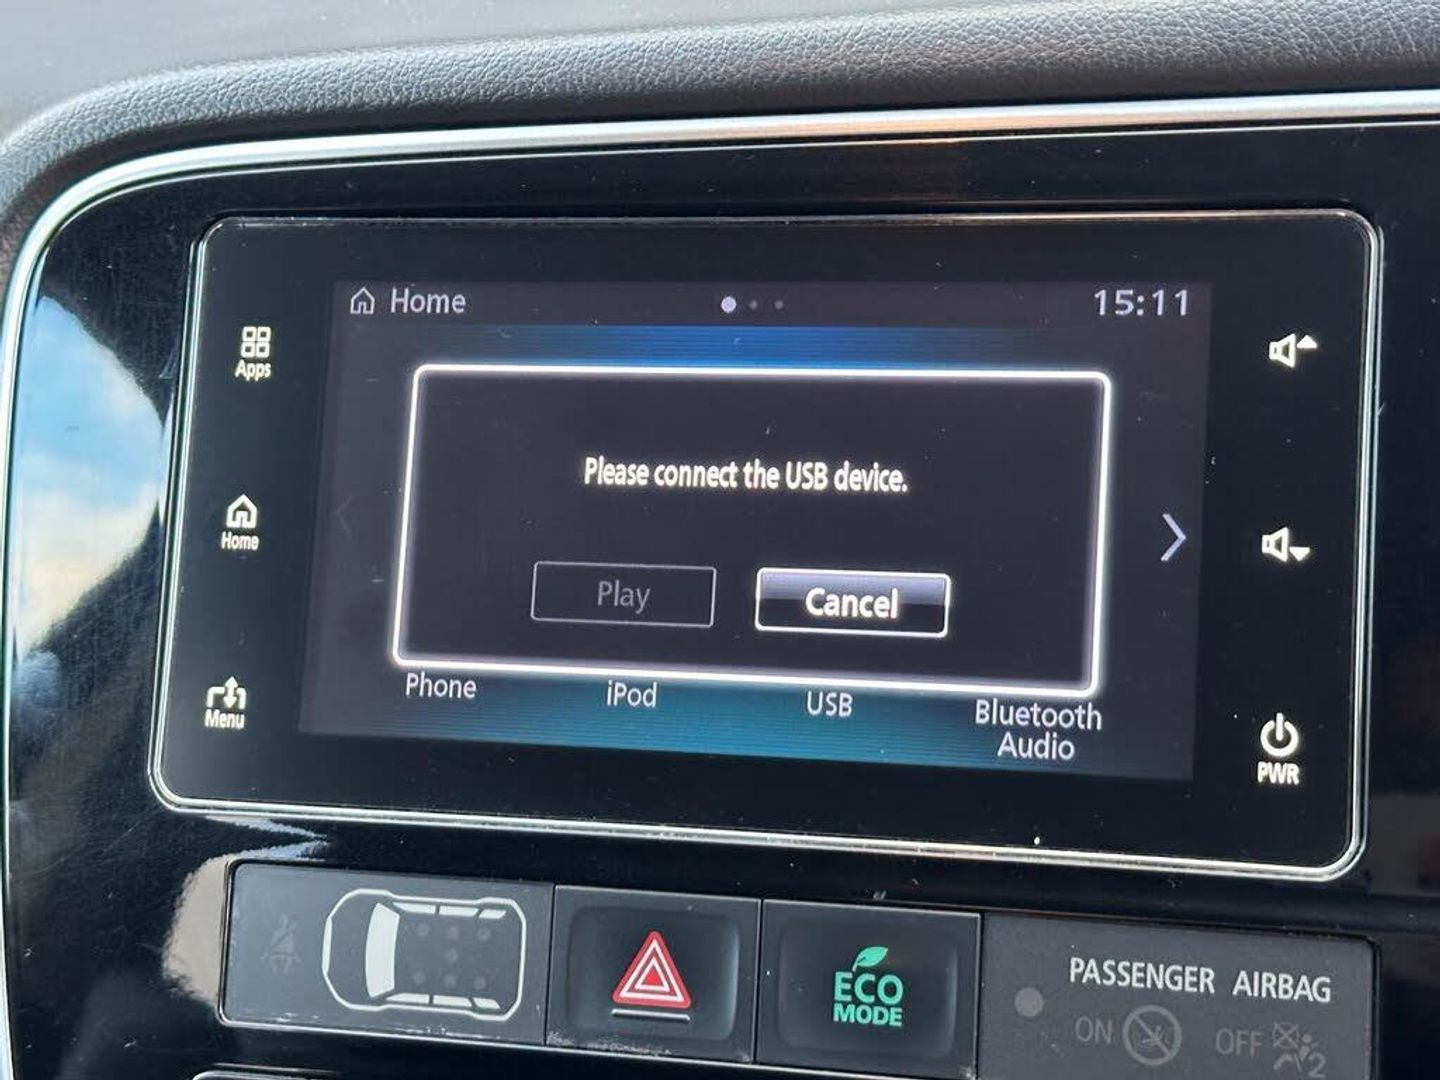 Home
15:11
Apps
Please connect the USB device.
Home
Play
Cancel
Menu
Phone
iPod
USB
Bluetooth
Audio
PWR
ECO
MODE
PASSENGER AIRBAG
ON
OFF
2